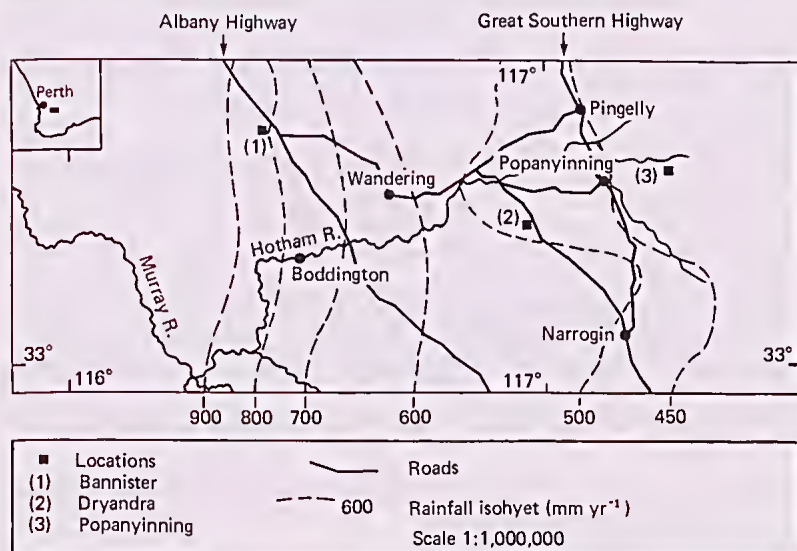 Albany Highway
Great Southern Highway
Perth
117°
Pingelly
(1)
Popanyinning
(3)
Wandering
(2)
Hotham R.
Boddington
Murray R.
Narrogin
33°
33°
116°
117°
900
800
700
600
500
450
Locations
(1) Bannister
(2) Dryandra
(3) Popanyinning
Roads
600 Rainfall isohyet (mm yr⁻¹)
Scale 1:1,000,000